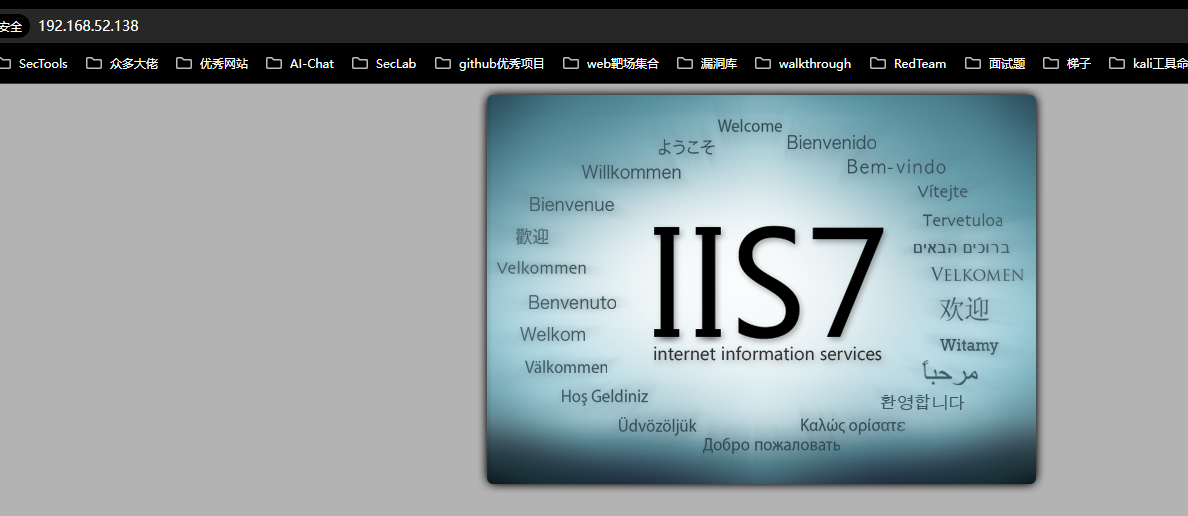 安全 192.168.52.138
SecTools 众多大佬 优秀网站 AI-Chat SecLab github优秀项目 web靶场集合 漏洞库 walkthrough RedTeam 面试题 梯子 kali工具命
Welcome
Bienvenido
ようこそ
Bem-vindo
Willkommen
Vítejte
Bienvenue
Tervetuloa
歡迎
ברוכים הבאים
Velkommen
VELKOMEN
Benvenuto
欢迎
IIS7
internet information services
Welkom
Witamy
Välkommen
مرحباً
Hoş Geldiniz
환영합니다
Üdvözöljük
Καλώς ορίσατε
Добро пожаловать